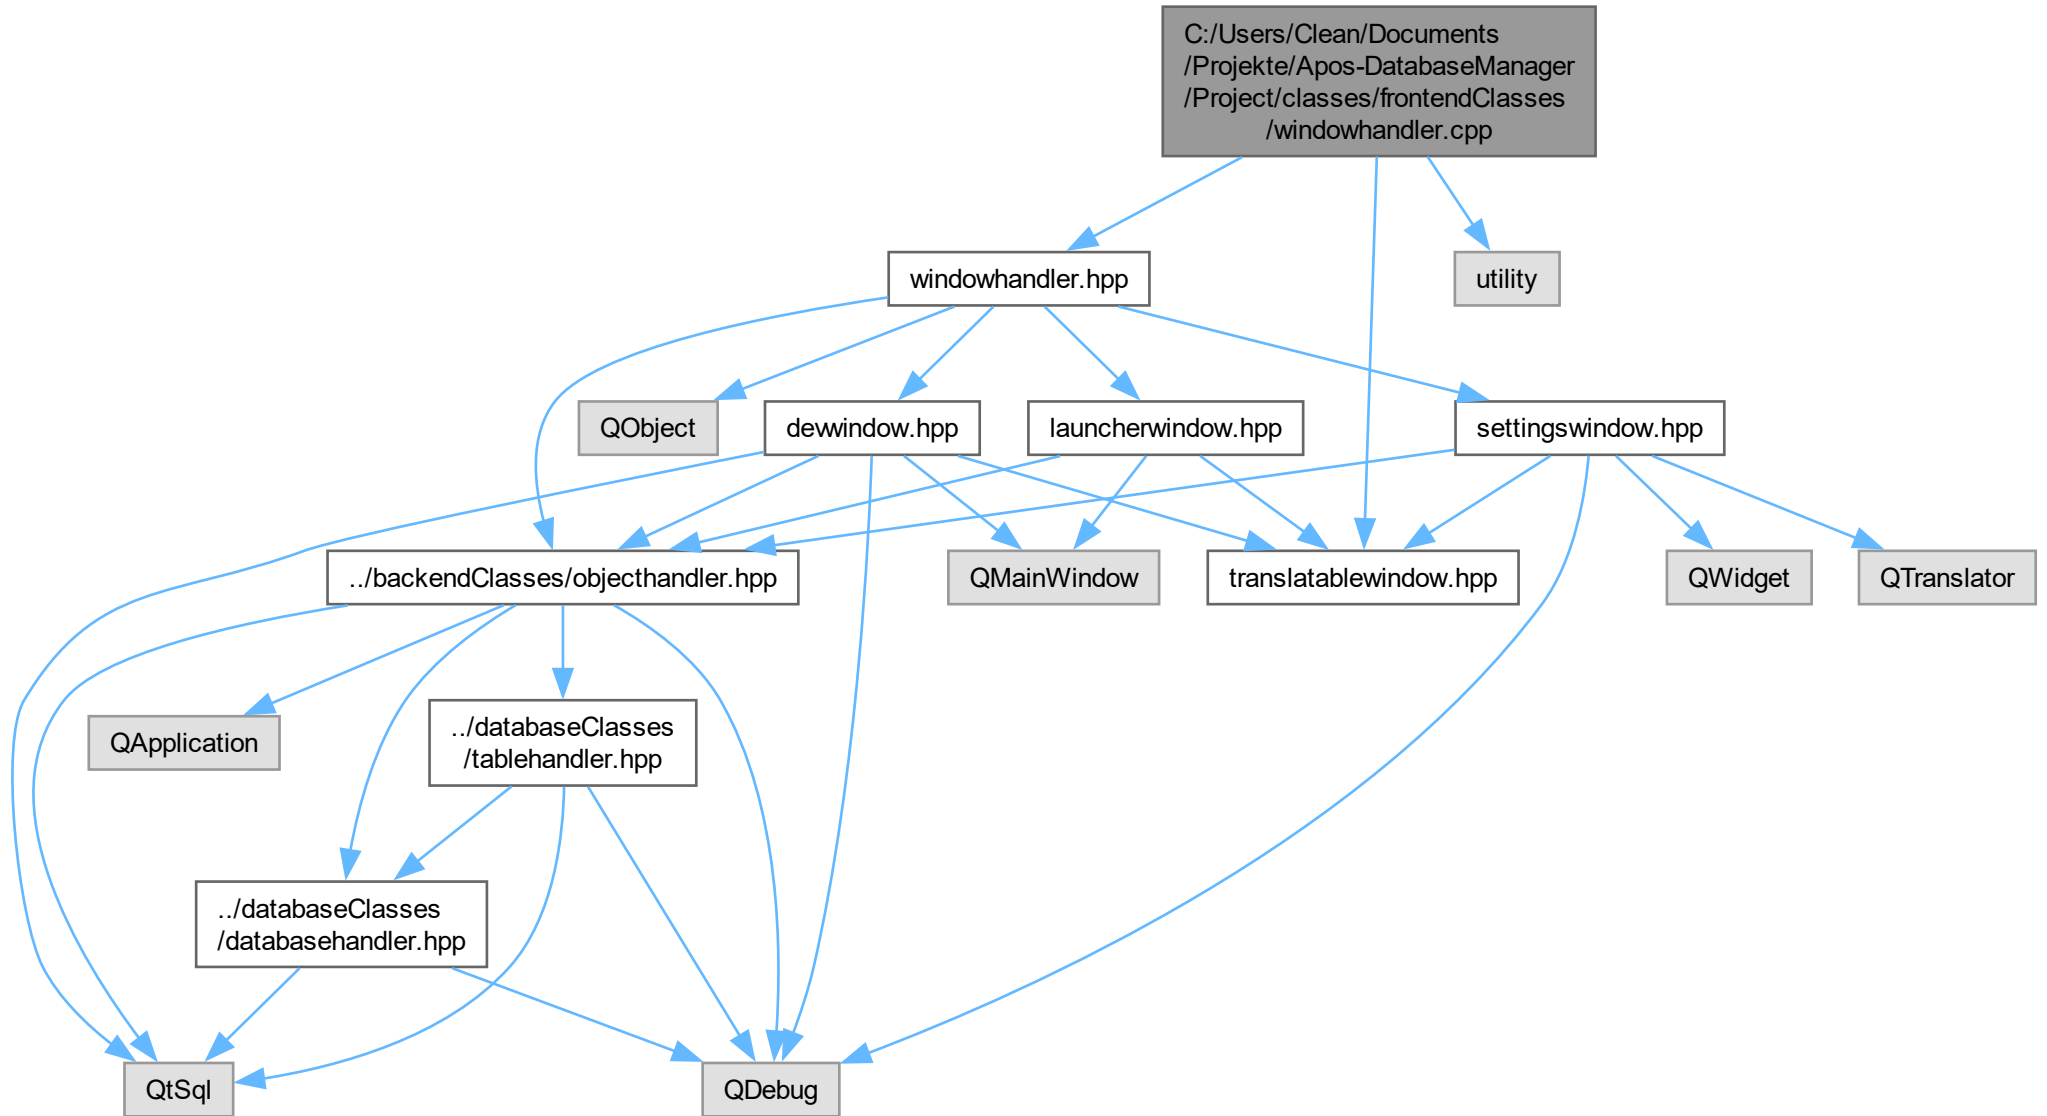 C:/Users/Clean/Documents
/Projekte/Apos-DatabaseManager
/Project/classes/frontendClasses
/windowhandler.cpp
windowhandler.hpp
utility
QObject
devwindow.hpp
launcherwindow.hpp
settingswindow.hpp
../backendClasses/objecthandler.hpp
QMainWindow
translatablewindow.hpp
QWidget
QTranslator
QApplication
../databaseClasses
/tablehandler.hpp
../databaseClasses
/databasehandler.hpp
QtSql
QDebug